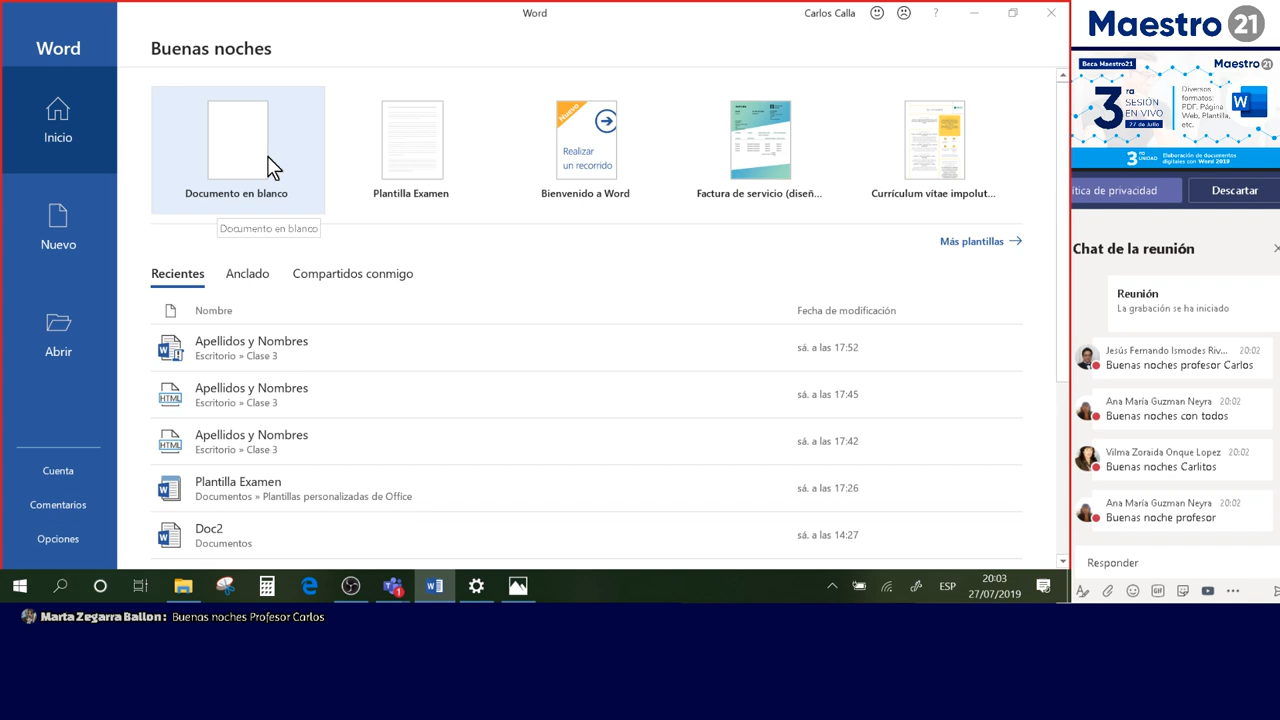 Word
Carlos Calla
?
Word
Buenas noches
Inicio
Nuevo
Abrir
Cuenta
Comentarios
Opciones
Documento en blanco
Plantilla Examen
Nuevo
Realizar
un recorrido
Bienvenido a Word
Factura de servicio (diseñ...
Currículum vitae impolut...
Documento en blanco
Más plantillas
Recientes
Anclado
Compartidos conmigo
Nombre
Fecha de modificación
Apellidos y Nombres
Escritorio » Clase 3
sá. a las 17:52
HTML
Apellidos y Nombres
Escritorio » Clase 3
sá. a las 17:45
HTML
Apellidos y Nombres
Escritorio » Clase 3
sá. a las 17:42
Plantilla Examen
Documentos » Plantillas personalizadas de Office
sá. a las 17:26
Doc2
Documentos
sá. a las 14:27
Maestro 21
Beca Maestro21
Maestro 21
3ra
SESIÓN
EN VIVO
27 de Julio
Diversos
formatos:
PDF, Página
Web, Plantilla,
etc.
W
3RA UNIDAD
Elaboración de documentos
digitales con Word 2019
ítica de privacidad
Descartar
Chat de la reunión
Reunión
La grabación se ha iniciado
Jesús Fernando Ismodes Riv... 20:02
Buenas noches profesor Carlos
Ana María Guzman Neyra 20:02
Buenas noches con todos
Vilma Zoraida Onque Lopez 20:02
Buenas noches Carlitos
Ana María Guzman Neyra 20:02
Buenas noche profesor
Responder
GIF
1
ESP
20:03
27/07/2019
Marta Zegarra Ballon : Buenas noches Profesor Carlos